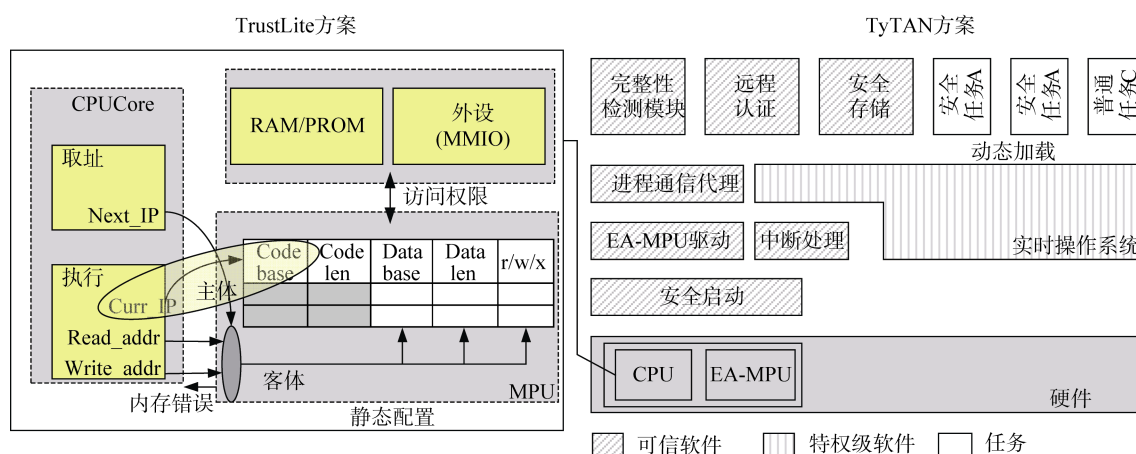 TrustLite方案
CPUCore
取址
Next_IP
执行
Curr_IP
Read_addr
Write_addr
内存错误
RAM/PROM
外设
(MMIO)
访问权限
主体
Code
base
Code
len
Data
base
Data
len
r/w/x
客体
MPU
静态配置
TyTAN方案
完整性
检测模块
远程
认证
安全
存储
安全
任务A
安全
任务A
普通
任务C
动态加载
进程通信代理
EA-MPU驱动
中断处理
实时操作系统
安全启动
CPU
EA-MPU
硬件
可信软件
特权级软件
任务